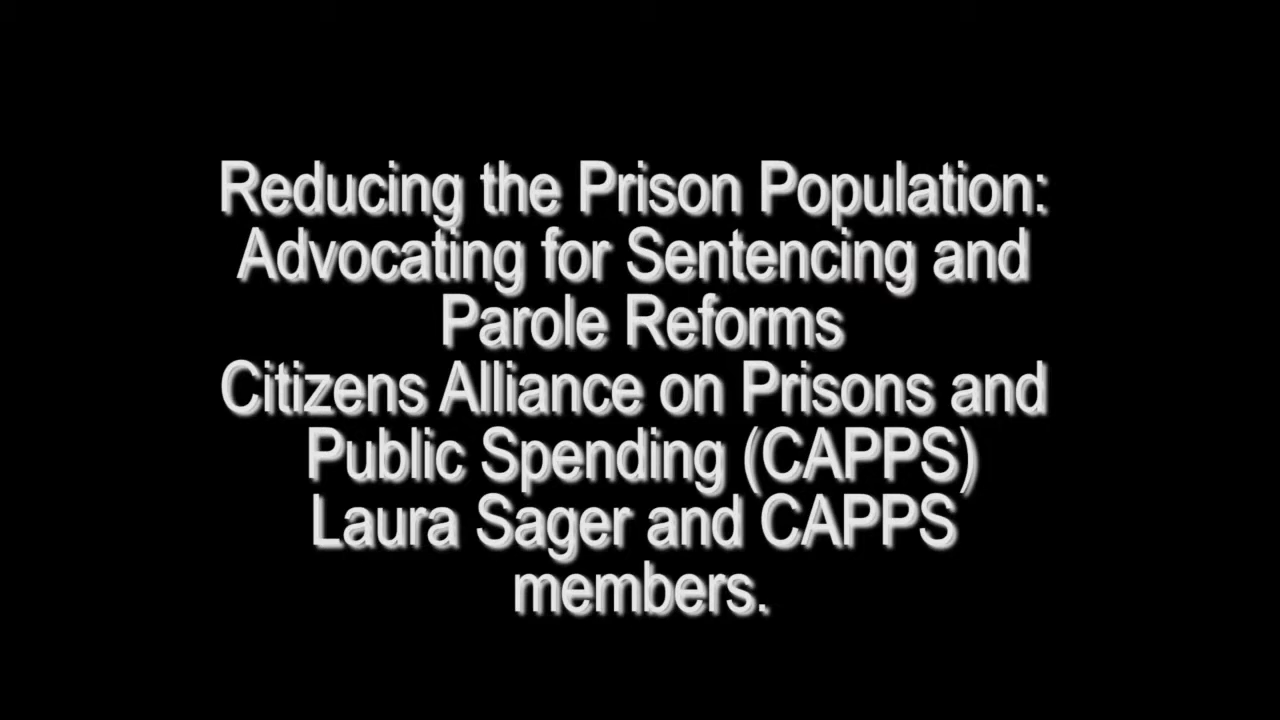 Reducing the Prison Population:
Advocating for Sentencing and
Parole Reforms
Citizens Alliance on Prisons and
Public Spending (CAPPS)
Laura Sager and CAPPS
members.